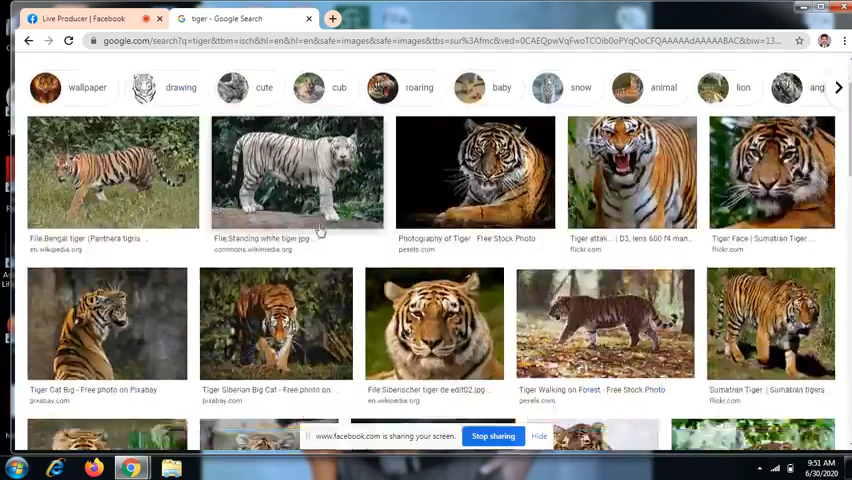 Live Producer | Facebook
tiger - Google Search
google.com/search?q=tiger&tbm=isch&hl=en&hl=en&safe=images&safe=images&tbs=sur%3Afmc&ved=0CAEQpwVqFwoTCOib0oPYqOoCFQAAAAAdAAAAABAC&biw=13...
wallpaper
drawing
cute
cub
roaring
baby
snow
animal
lion
ang
File:Bengal tiger (Panthera tigris ...
en.wikipedia.org
File:Standing white tiger.jpg ...
commons.wikimedia.org
Photography of Tiger · Free Stock Photo
pexels.com
Tiger attak... | D3, lens 600 f4 man...
flickr.com
Tiger Face | Sumatran Tiger ...
flickr.com
Tiger Cat Big - Free photo on Pixabay
pixabay.com
Tiger Siberian Big Cat - Free photo on ...
pixabay.com
File:Siberischer tiger de edit02.jpg ...
en.wikipedia.org
Tiger Walking on Forest · Free Stock Photo
pexels.com
Sumatran Tiger | Sumatran tigers ...
flickr.com
www.facebook.com is sharing your screen.
Stop sharing
Hide
9:51 AM
6/30/2020